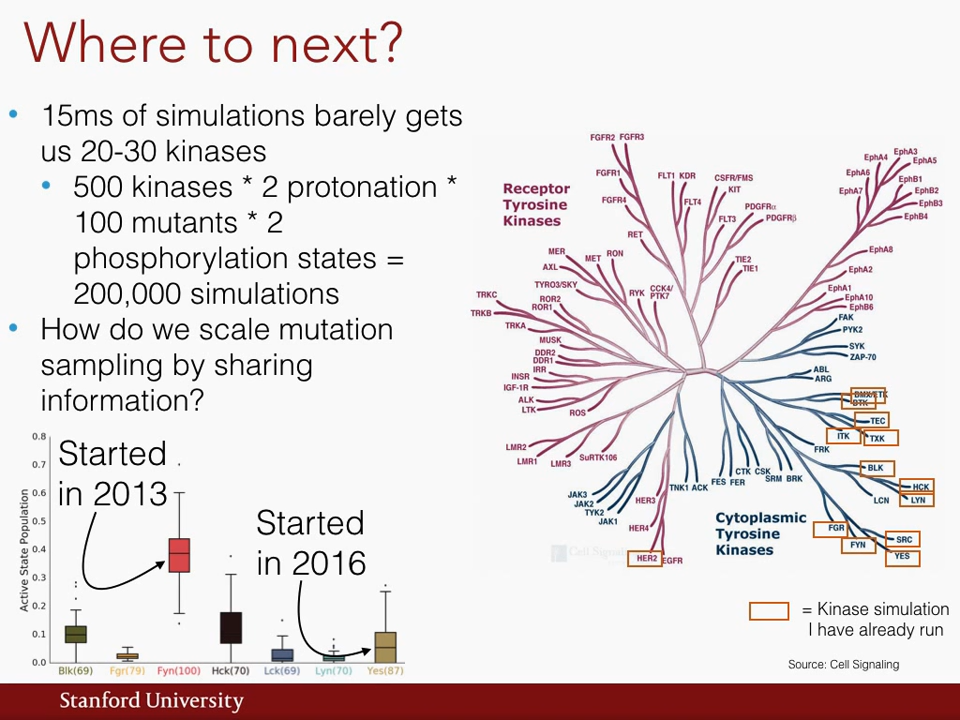 Where to next?
• 15ms of simulations barely gets
us 20-30 kinases
• 500 kinases * 2 protonation *
100 mutants * 2
phosphorylation states =
200,000 simulations
• How do we scale mutation
sampling by sharing
information?
Started
in 2013
Started
in 2016
Active State Population
0.8
0.7
0.6
0.5
0.4
0.3
0.2
0.1
0.0
Blk(69) Fgr(79) Fyn(100) Hck(70) Lck(69) Lyn(70) Yes(87)
Receptor
Tyrosine
Kinases
FGFR2 FGFR3
FGFR1
FGFR4
RET
FLT1 KDR
FLT4
CSFR/FMS
KIT
FLT3
PDGFRα
PDGFRβ
TIE2
TIE1
EphA3
EphA4
EphA5
EphA6
EphB1
EphA7
EphB2
EphB3
EphB4
EphA8
EphA2
EphA1
EphA10
EphB6
MER
MET
RON
AXL
TYRO3/SKY
RYK
CCK4/
PTK7
TRKC
TRKB
TRKA
ROR2
ROR1
MUSK
DDR2
DDR1
IRR
INSR
IGF-1R
ALK
LTK
ROS
LMR2
LMR1
LMR3
SuRTK106
FAK
PYK2
SYK
ZAP-70
ABL
ARG
BMX/ETK
BTK
TEC
ITK
TXK
FRK
BLK
HCK
LYN
LCN
FGR
FYN
SRC
YES
JAK3
JAK2
TYK2
JAK1
HER3
HER4
HER2
EGFR
TNK1 ACK
FES
FER
CTK
CSK
SRM
BRK
Cytoplasmic
Tyrosine
Kinases
Cell Signaling
= Kinase simulation
I have already run
Source: Cell Signaling
Stanford University